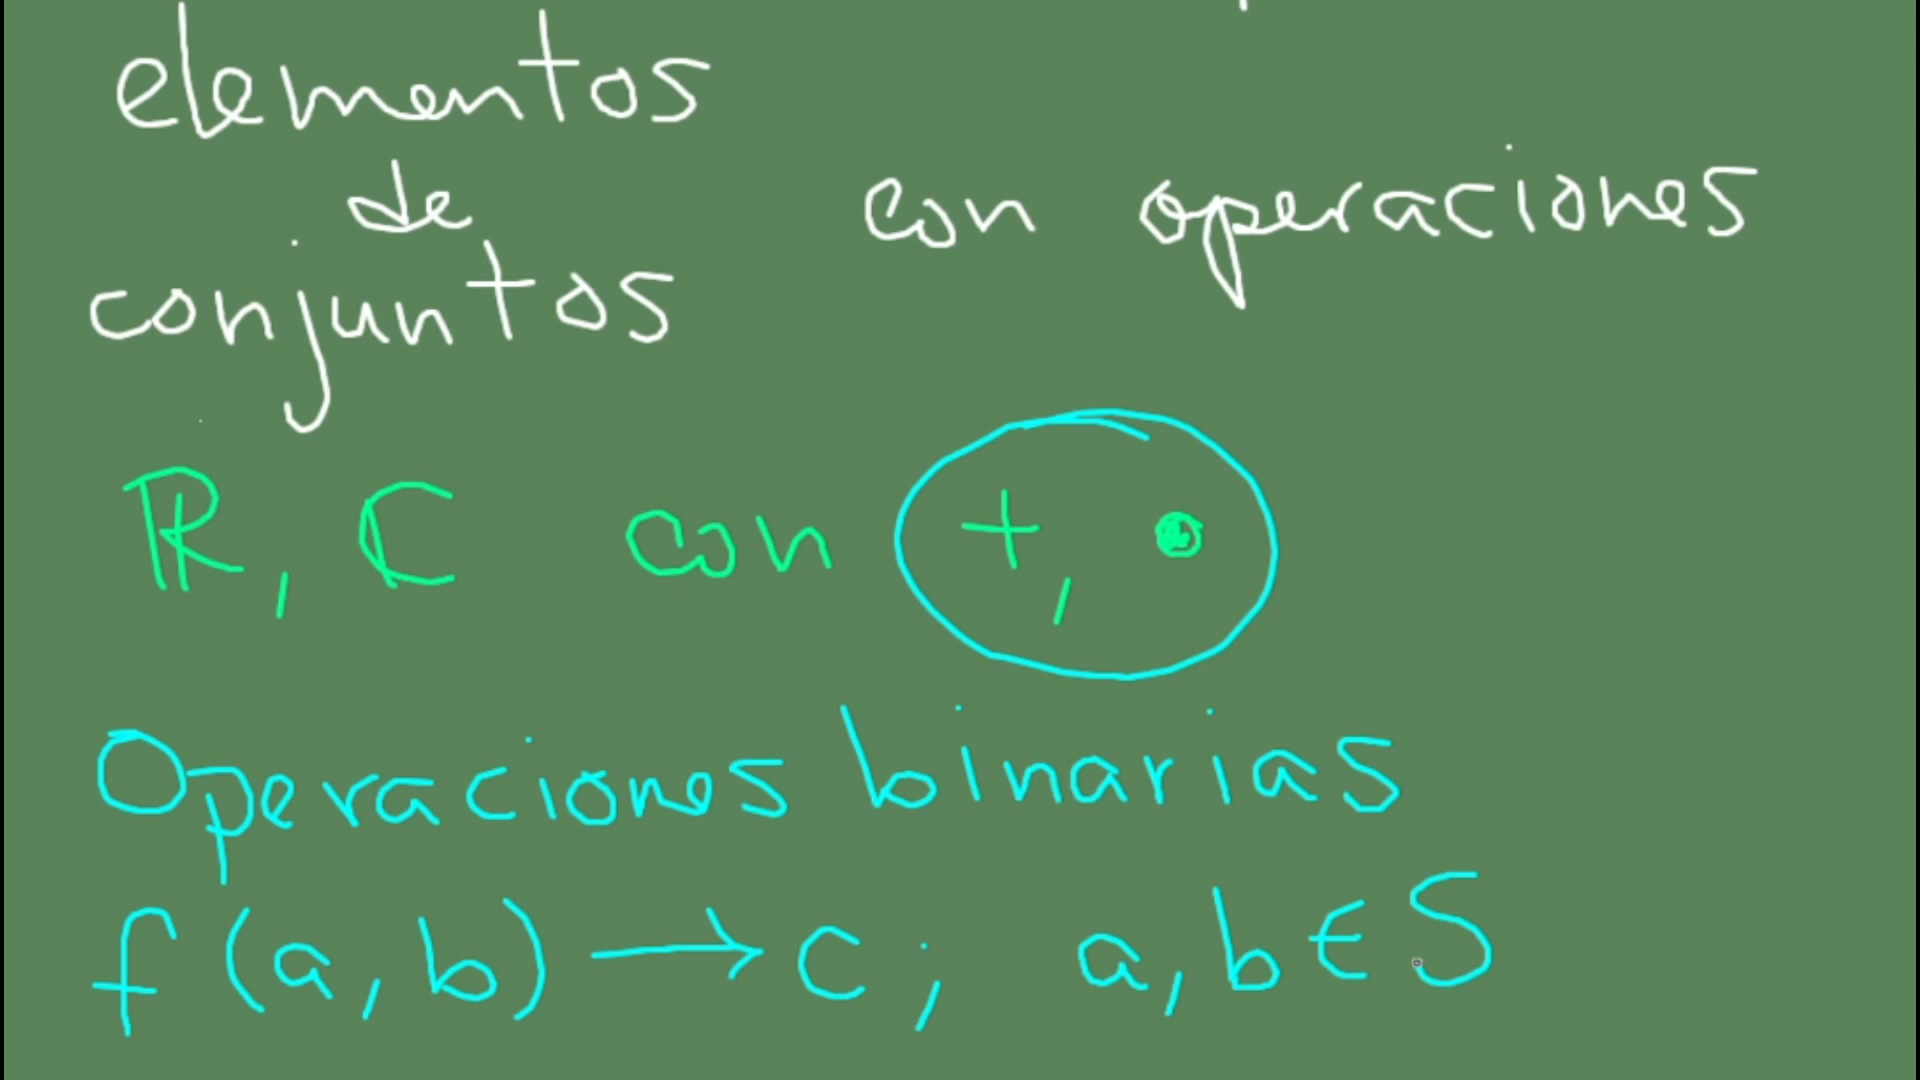 elementos
de
conjuntos
con operaciones
ℝ, ℂ con +, •
Operaciones binarias
f(a,b) → c; a,b ∈ S